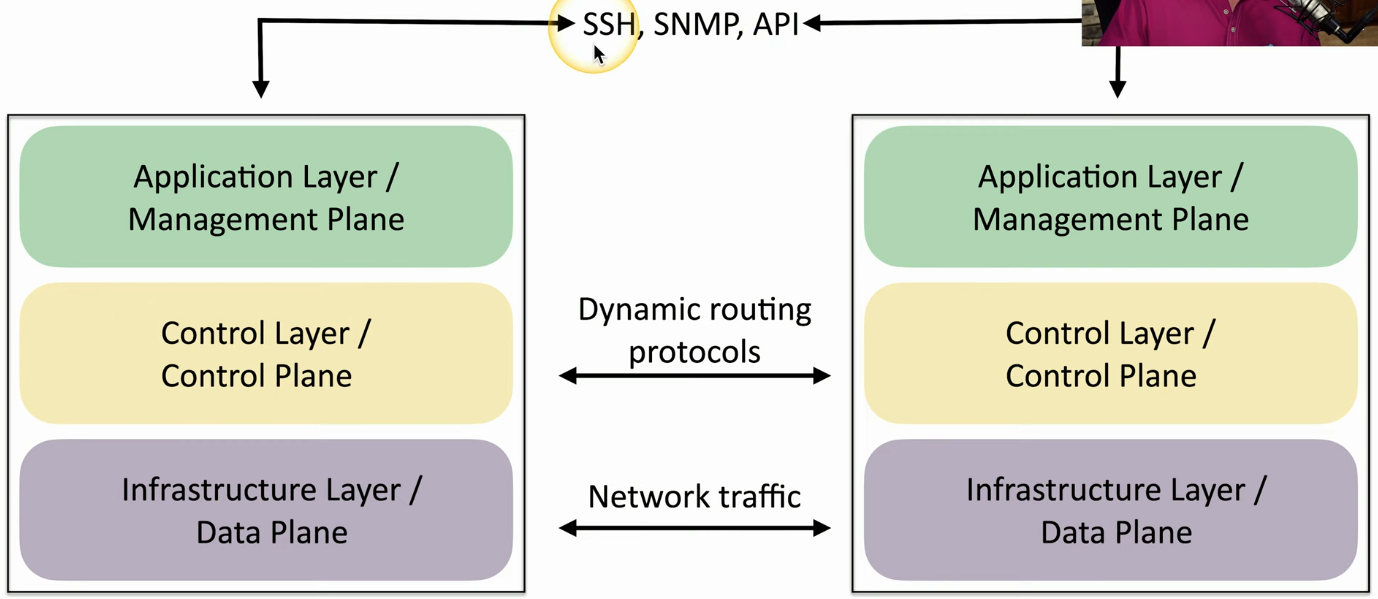 SSH, SNMP, API
Application Layer /
Management Plane
Application Layer /
Management Plane
Control Layer /
Control Plane
Dynamic routing
protocols
Control Layer /
Control Plane
Infrastructure Layer /
Data Plane
Network traffic
Infrastructure Layer /
Data Plane